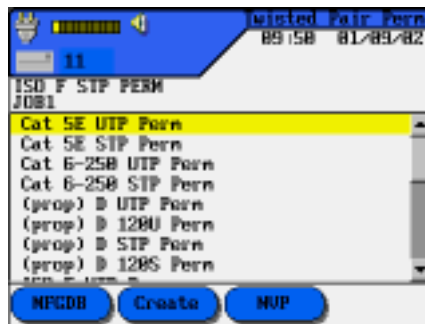 Twisted Pair Perm
09:50 01/09/02
11
ISO F STP PERM
JOB1
Cat 5E UTP Perm
Cat 5E STP Perm
Cat 6-250 UTP Perm
Cat 6-250 STP Perm
(prop) D UTP Perm
(prop) D 120U Perm
(prop) D STP Perm
(prop) D 120S Perm
MFGDB Create NVP